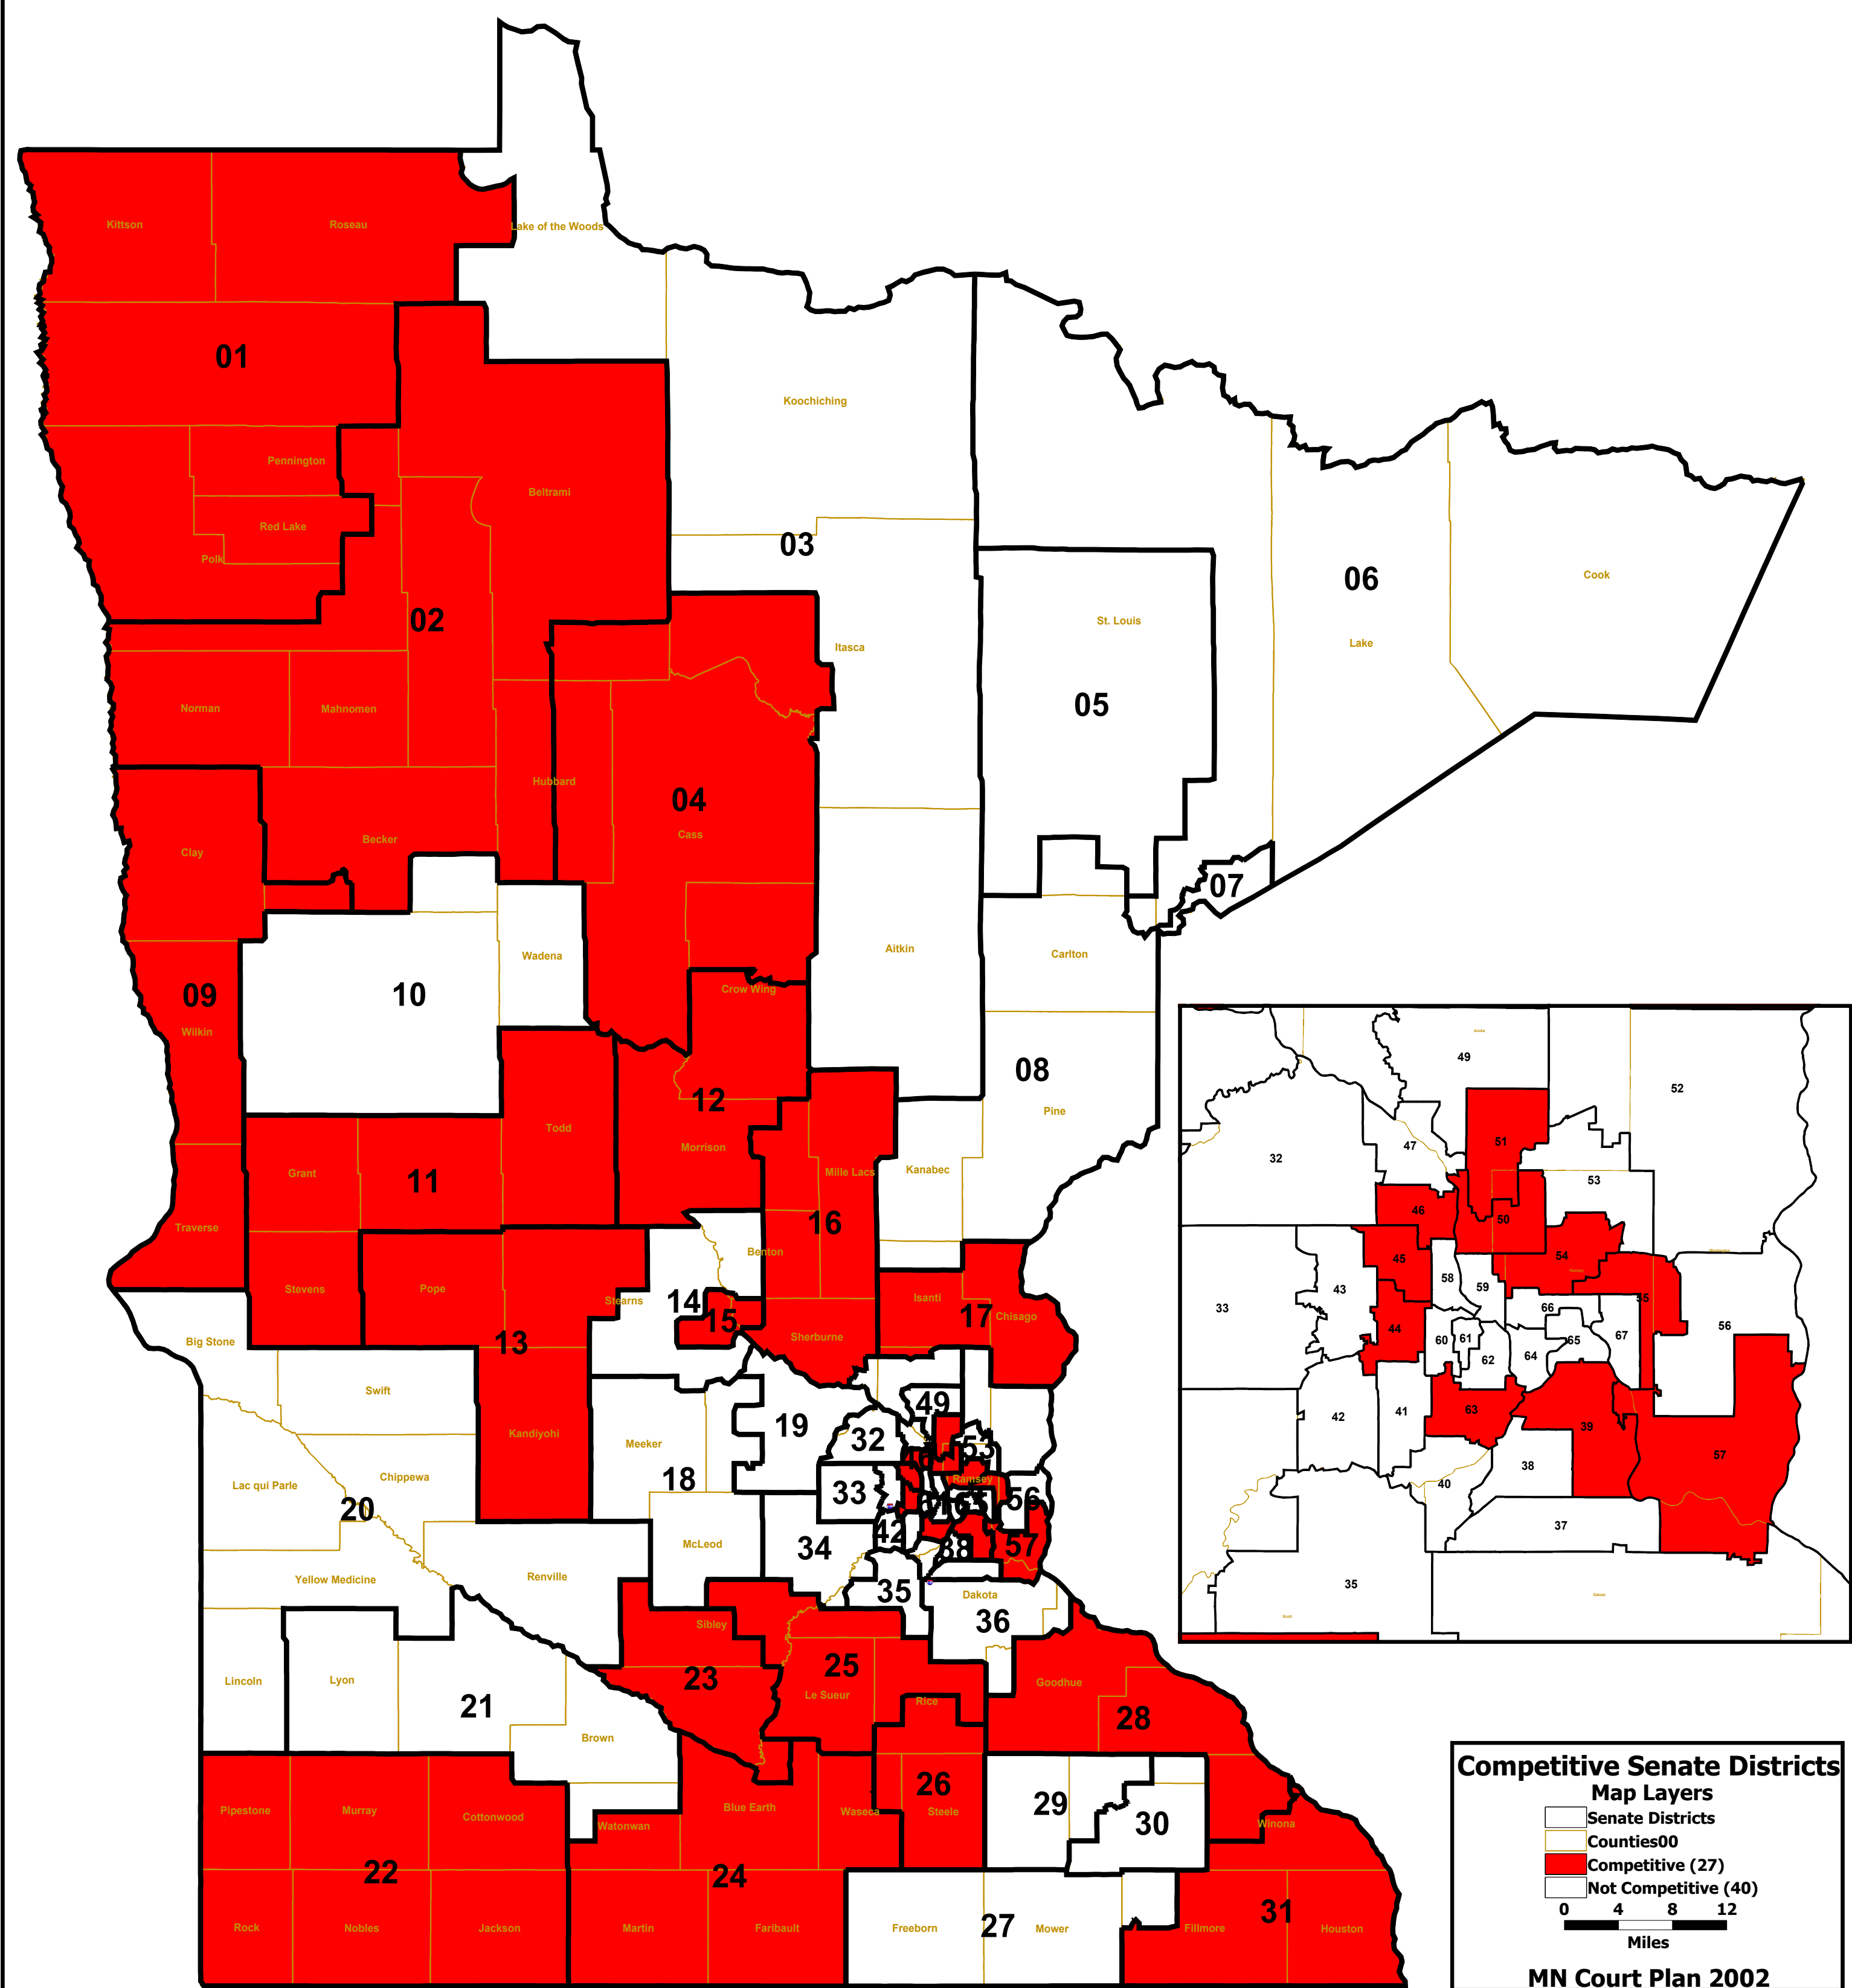 Kittson
Roseau
Lake of the Woods
01
Koochiching
Pennington
Beltrami
Red Lake
03
Polk
06
Cook
02
St. Louis
Lake
Itasca
05
Norman
Mahnomen
Hubbard
04
Cass
Becker
Clay
07
Aitkin
Carlton
Wadena
Crow Wing
09
10
Wilkin
08
12
Pine
Todd
Morrison
Mille Lacs
Kanabec
Grant
11
16
Traverse
Benton
Stevens
Pope
Stearns
14
15
Isanti
17
Chisago
Big Stone
13
Sherburne
Swift
49
Kandiyohi
Meeker
19
32
53
Lac qui Parle
Chippewa
18
33
Ramsey
56
20
42
McLeod
34
38
57
Yellow Medicine
Renville
35
Dakota
36
Sibley
Lincoln
Lyon
23
25
Le Sueur
Goodhue
21
Rice
28
Brown
Pipestone
Murray
Cottonwood
Blue Earth
Waseca
26
Steele
29
30
Watonwan
Winona
22
24
Rock
Nobles
Jackson
Martin
Faribault
Freeborn
27
Mower
Fillmore
31
Houston
49
52
51
47
32
53
46
50
45
54
58
59
43
33
55
66
56
44
60
61
65
67
64
62
42
41
63
39
57
38
40
37
35
Competitive Senate Districts
Map Layers
Senate Districts
Counties00
Competitive (27)
Not Competitive (40)
0 4 8 12
Miles
MN Court Plan 2002